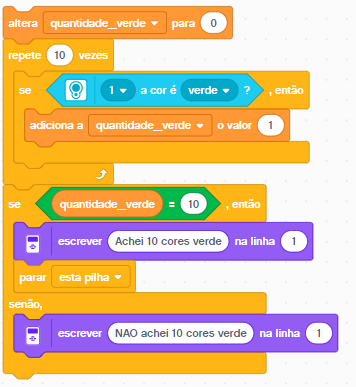 altera quantidade_verde para 0
repete 10 vezes
se 1 a cor é verde ? , então
adiciona a quantidade_verde o valor 1
se quantidade_verde = 10 , então
escrever Achei 10 cores verde na linha 1
parar esta pilha
senão,
escrever NAO achei 10 cores verde na linha 1